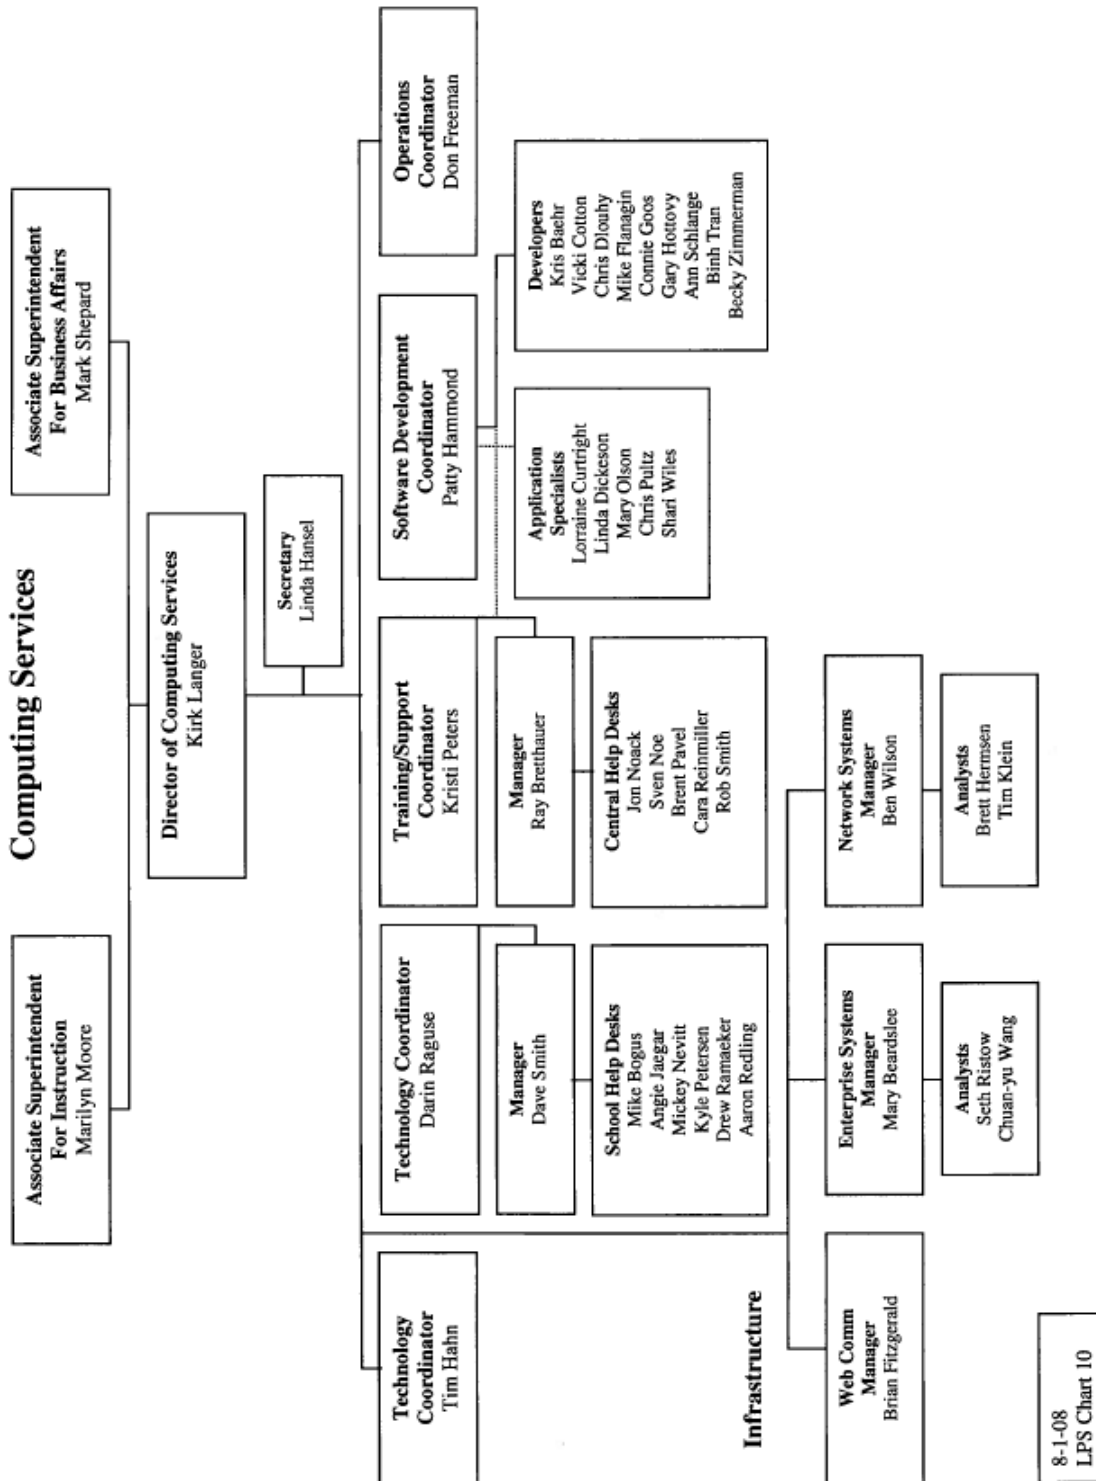 Computing Services
Associate Superintendent
For Instruction
Marilyn Moore
Associate Superintendent
For Business Affairs
Mark Shepard
Director of Computing Services
Kirk Langer
Secretary
Linda Hansel
Technology
Coordinator
Tim Hahn
Technology Coordinator
Darin Raguse
Training/Support
Coordinator
Kristi Peters
Software Development
Coordinator
Patty Hammond
Operations
Coordinator
Don Freeman
Manager
Dave Smith
Manager
Ray Bretthauer
Application
Specialists
Lorraine Curtright
Linda Dickeson
Mary Olson
Chris Pultz
Shari Wiles
Developers
Kris Baehr
Vicki Cotton
Chris Dlouhy
Mike Flanagin
Connie Goos
Gary Hottovy
Ann Schlange
Binh Tran
Becky Zimmerman
School Help Desks
Mike Bogus
Angie Jaegar
Mickey Nevitt
Kyle Petersen
Drew Ramaeker
Aaron Redling
Central Help Desks
Jon Noack
Sven Noe
Brent Pavel
Cara Reinmiller
Rob Smith
Infrastructure
Web Comm
Manager
Brian Fitzgerald
Enterprise Systems
Manager
Mary Beardslee
Network Systems
Manager
Ben Wilson
Analysts
Seth Ristow
Chuan-yu Wang
Analysts
Brett Hermsen
Tim Klein
8-1-08
LPS Chart 10